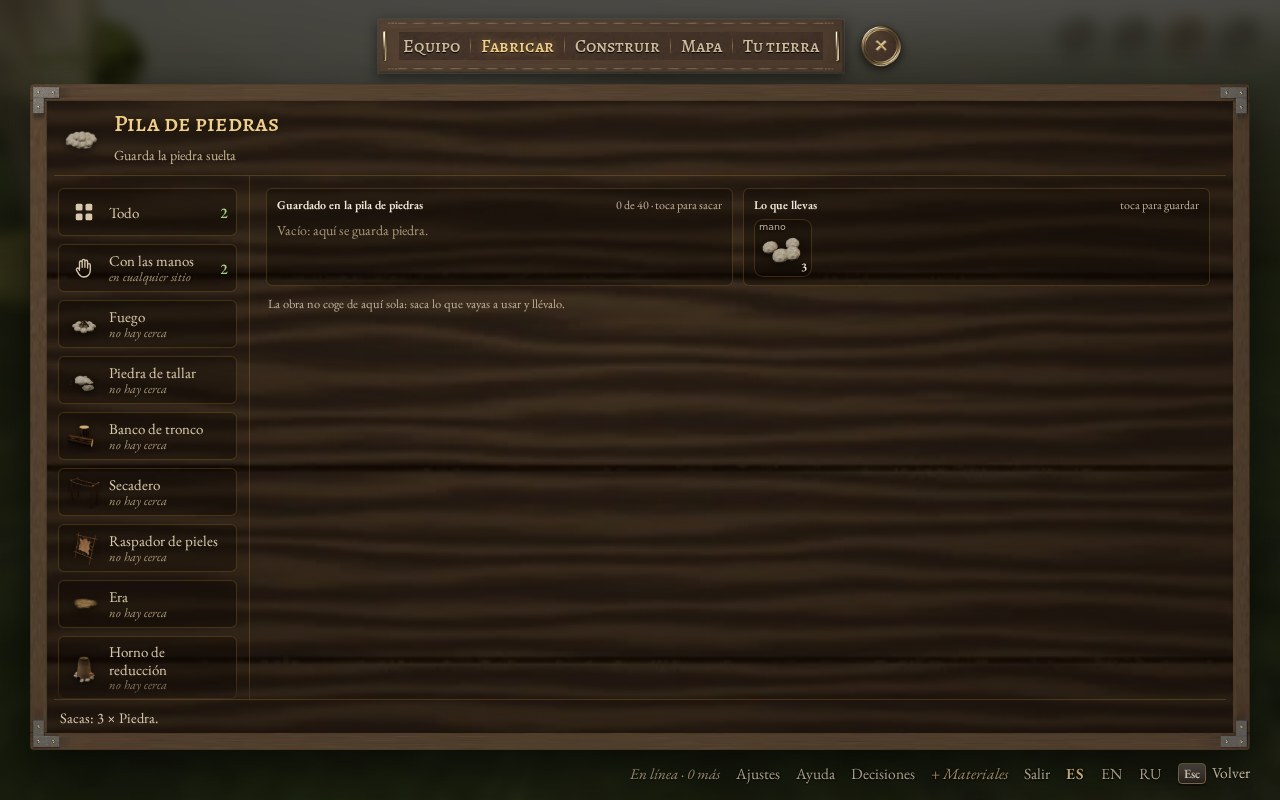 Equipo Fabricar Construir Mapa Tu tierra ×
Pila de piedras
Guarda la piedra suelta
Todo 2
Con las manos 2
en cualquier sitio
Fuego
no hay cerca
Piedra de tallar
no hay cerca
Banco de tronco
no hay cerca
Secadero
no hay cerca
Raspador de pieles
no hay cerca
Era
no hay cerca
Horno de
reducción
no hay cerca
Guardado en la pila de piedras 0 de 40 · toca para sacar
Vacío: aquí se guarda piedra.
Lo que llevas toca para guardar
mano
3
La obra no coge de aquí sola: saca lo que vayas a usar y llévalo.
Sacas: 3 × Piedra.
En línea · 0 más Ajustes Ayuda Decisiones + Materiales Salir ES EN RU Esc Volver